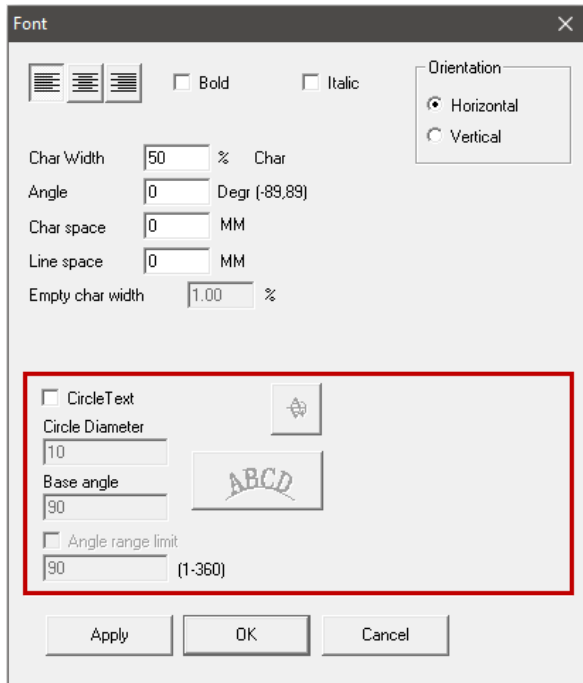 Font
Bold
Italic
Orientation
Horizontal
Vertical
Char Width 50 % Char
Angle 0 Degr (-89,89)
Char space 0 MM
Line space 0 MM
Empty char width 1.00 %
CircleText
Circle Diameter
10
Base angle
90
ABCD
Angle range limit
90 (1-360)
Apply OK Cancel